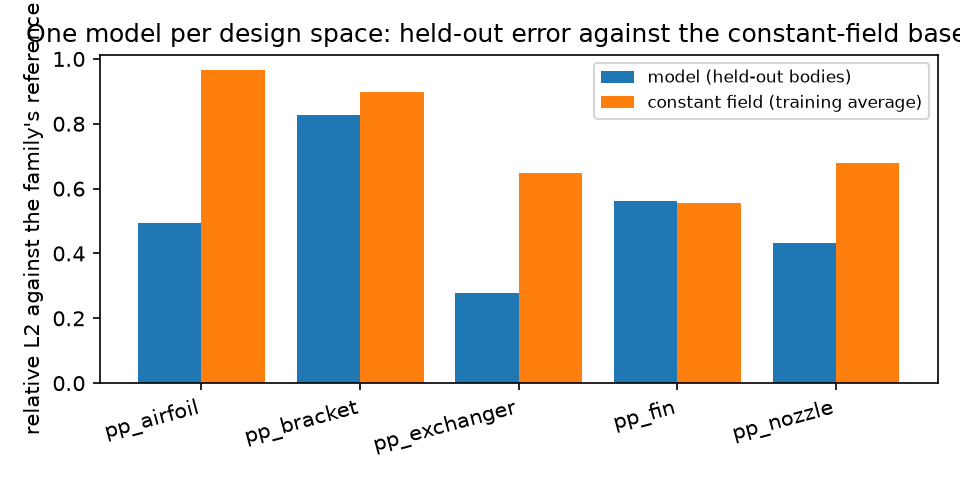 One model per design space: held-out error against the constant-field base
relative L2 against the family's reference
1.0
0.8
0.6
0.4
0.2
0.0
model (held-out bodies)
constant field (training average)
pp_airfoil
pp_bracket
pp_exchanger
pp_fin
pp_nozzle